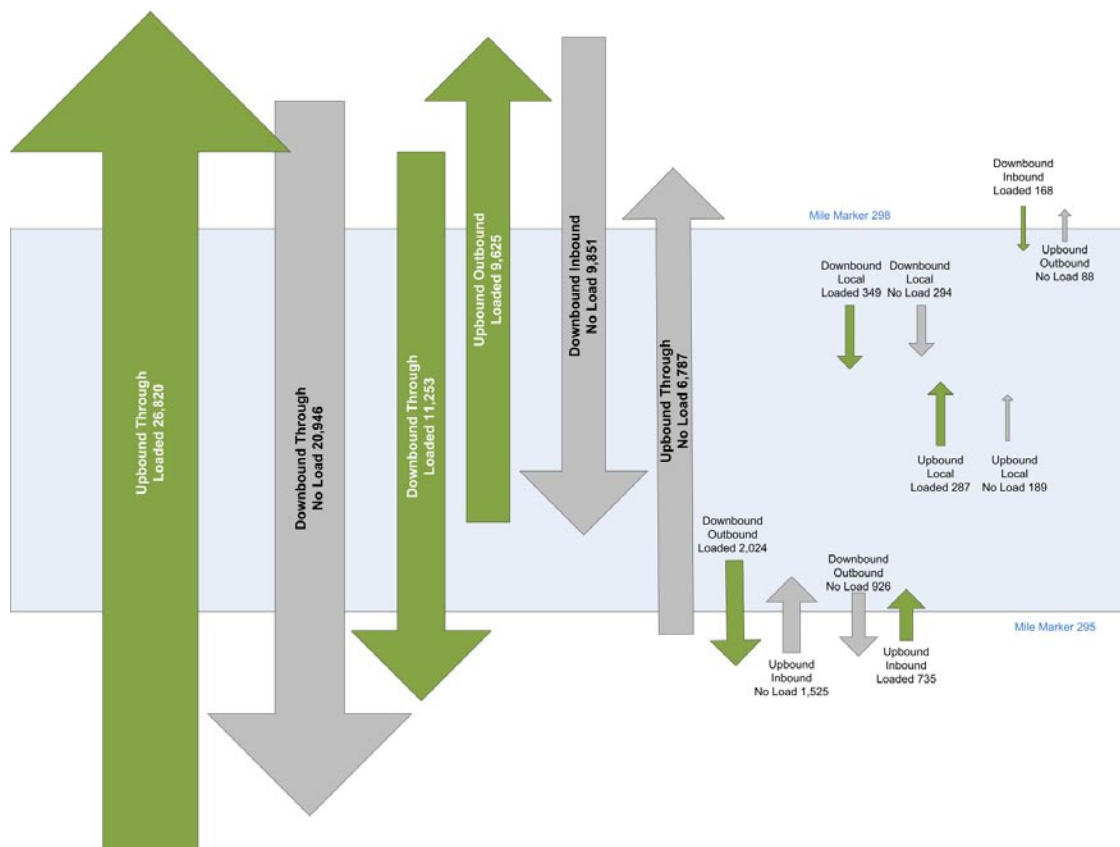 Upbound Through
Loaded 26,820
Downbound Through
No Load 20,946
Downbound Through
Loaded 11,253
Upbound Outbound
Loaded 9,625
Downbound Inbound
No Load 9,851
Upbound Through
No Load 6,787
Mile Marker 298
Downbound
Inbound
Loaded 168
Upbound
Outbound
No Load 88
Downbound
Local
Loaded 349
Downbound
Local
No Load 294
Upbound
Local
Loaded 287
Upbound
Local
No Load 189
Downbound
Outbound
Loaded 2,024
Upbound
Inbound
No Load 1,525
Downbound
Outbound
No Load 926
Upbound
Inbound
Loaded 735
Mile Marker 295